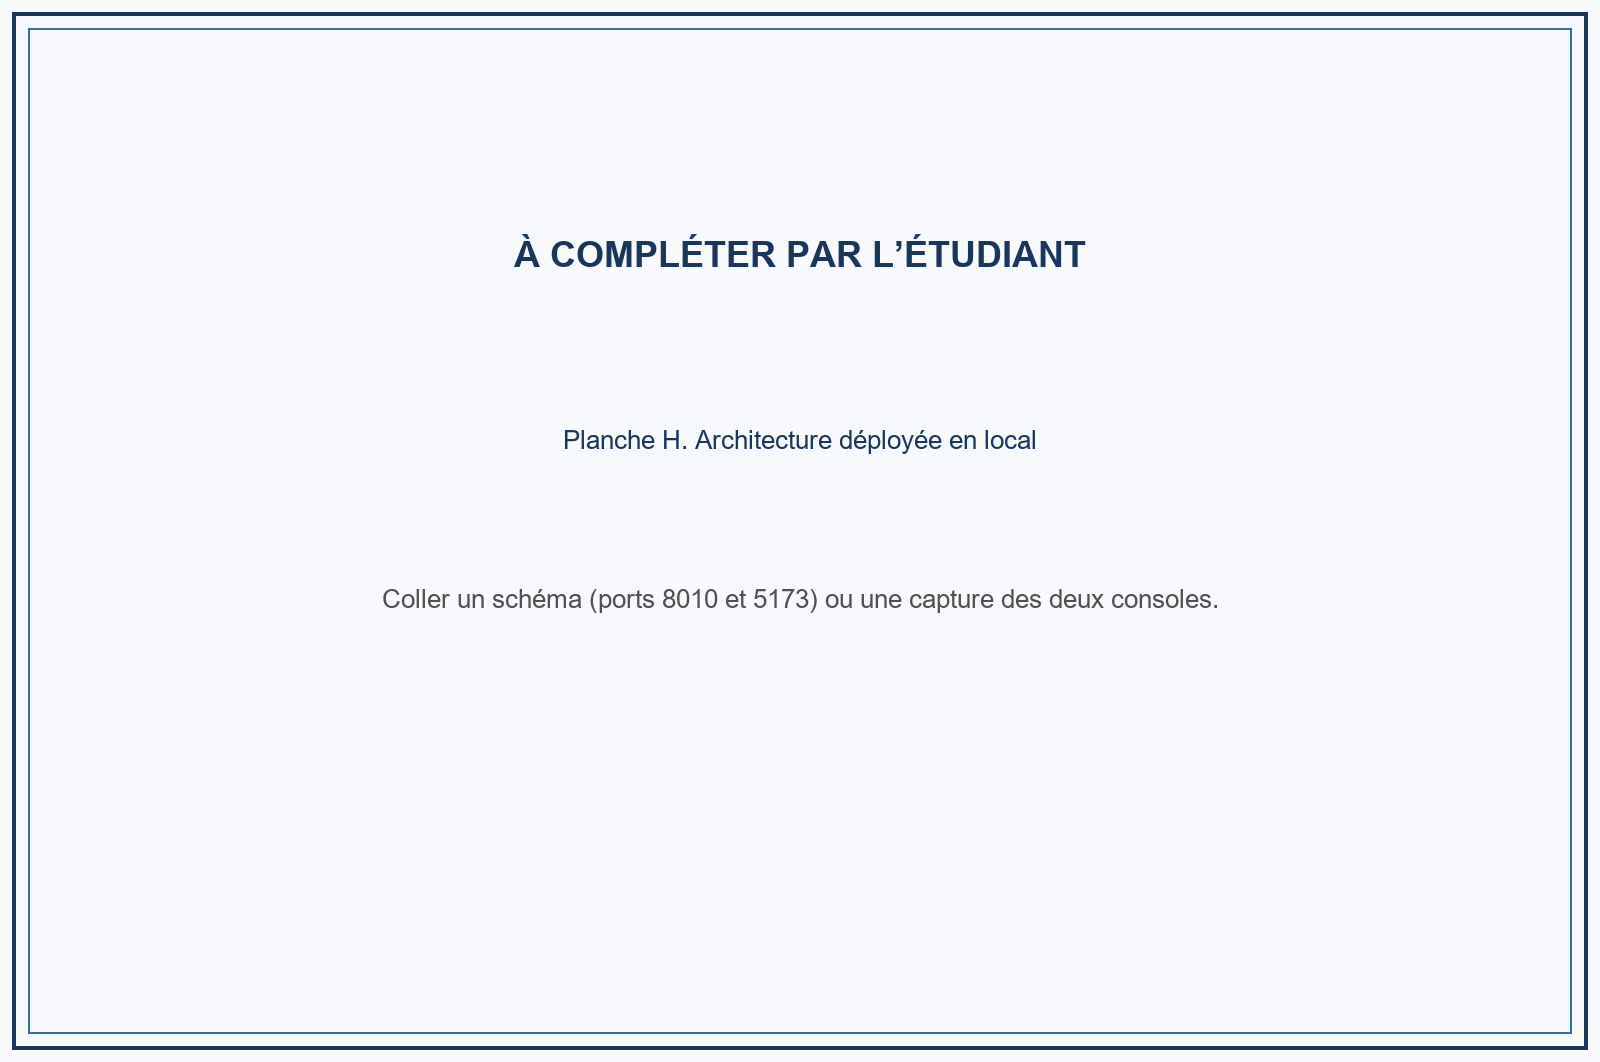 À COMPLÉTER PAR L’ÉTUDIANT
Planche H. Architecture déployée en local
Coller un schéma (ports 8010 et 5173) ou une capture des deux consoles.